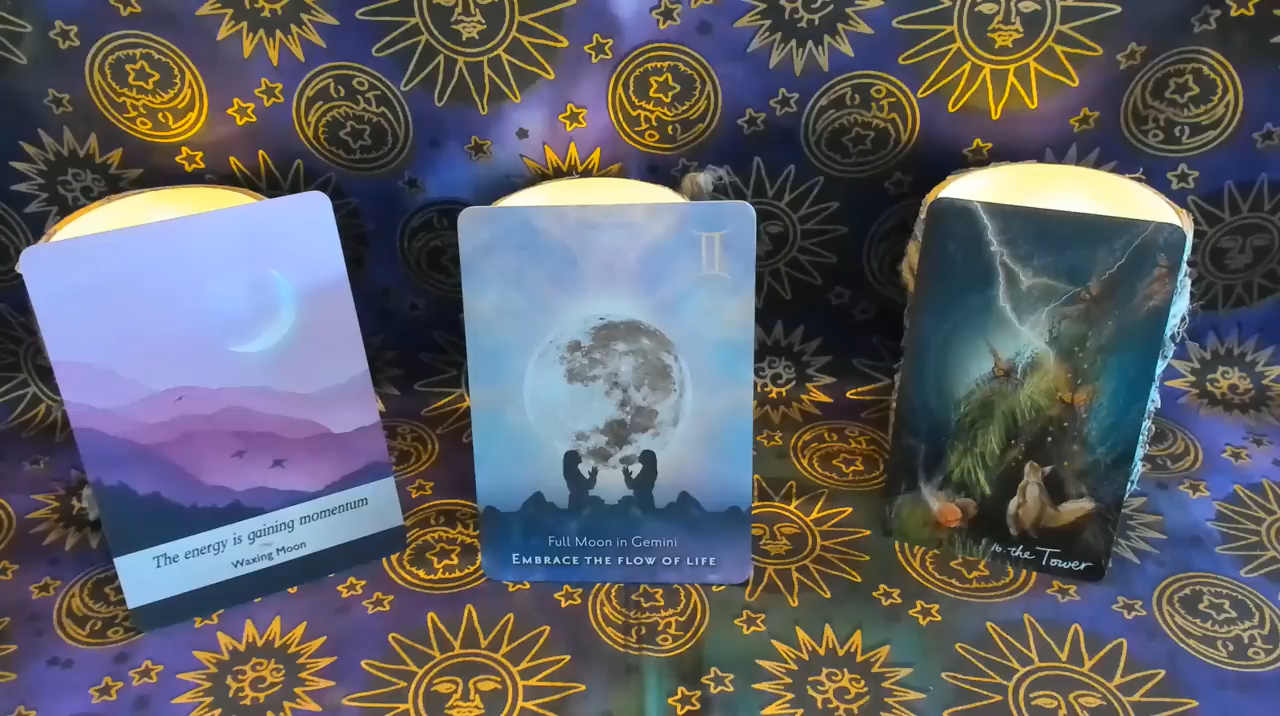 The energy is gaining momentum
Waxing Moon
Full Moon in Gemini
EMBRACE THE FLOW OF LIFE
16. the Tower